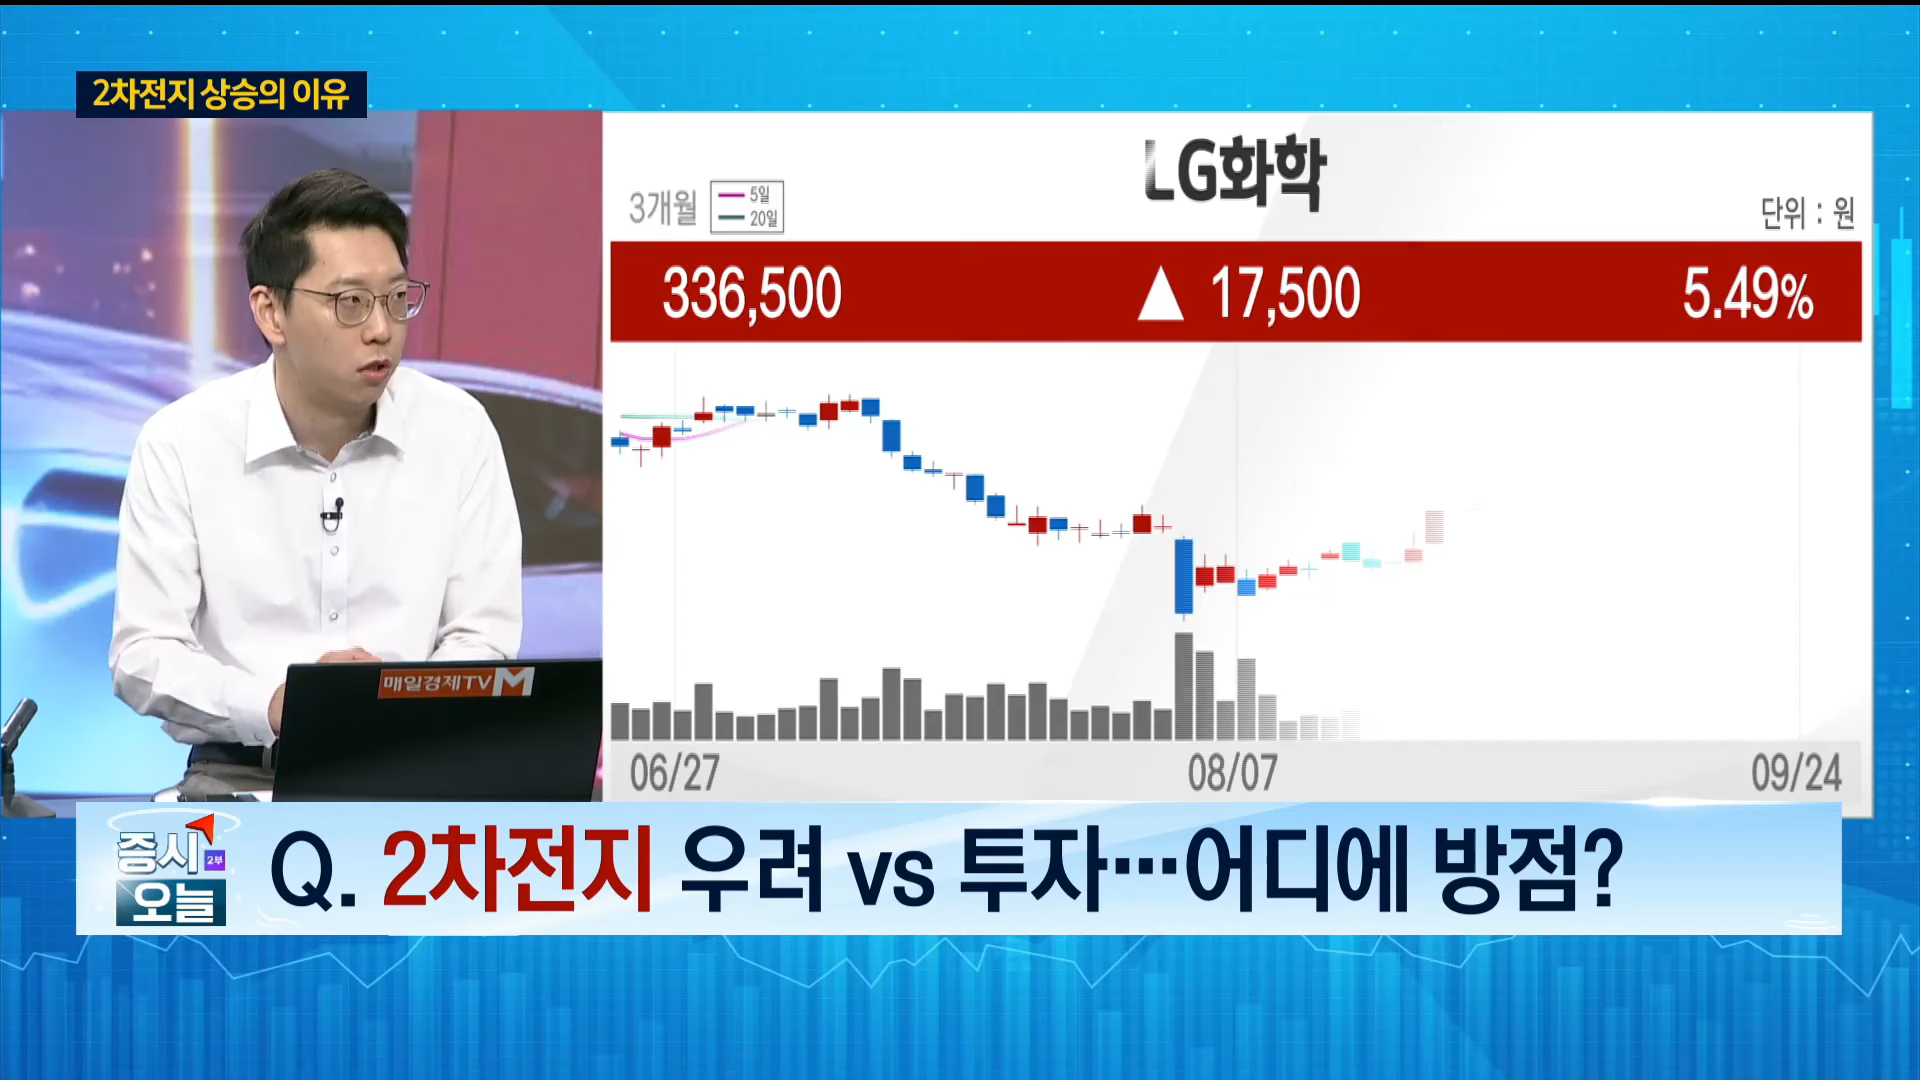 2차전지 상승의 이유
LG화학
3개월
5일
20일
단위 : 원
336,500 ▲ 17,500 5.49%
매일경제TV M
06/27 08/07 09/24
증시 2부
오늘
Q. 2차전지 우려 vs 투자…어디에 방점?